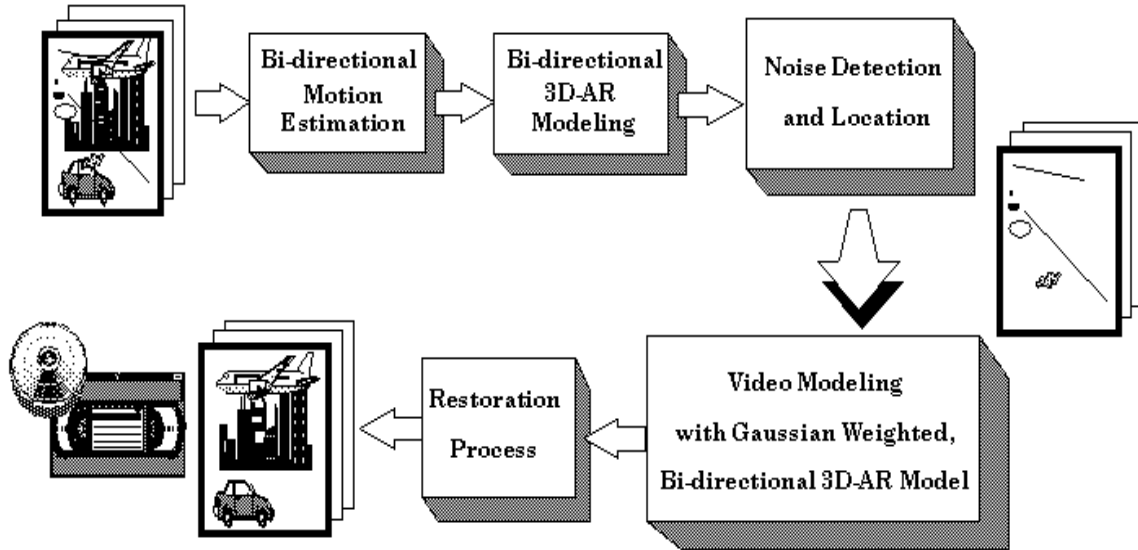 Bi-directional
Motion
Estimation
Bi-directional
3D-AR
Modeling
Noise Detection
and Location
Video Modeling
with Gaussian Weighted,
Bi-directional 3D-AR Model
Restoration
Process